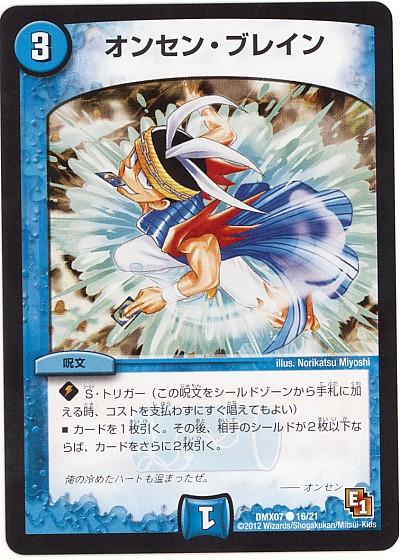 3
オンセン・ブレイン
呪文
illus. Norikatsu Miyoshi
S・トリガー（この呪文をシールドゾーンから手札に加
える時、コストを支払わずにすぐ唱えてもよい）
■ カードを1枚引く。その後、相手のシールドが2枚以下な
らば、カードをさらに2枚引く。
俺の冷めたハートも温まったぜ。
── オンセン
1
DMX07 ● 16/21
E1
©2012 Wizards/Shogakukan/Mitsui-Kids